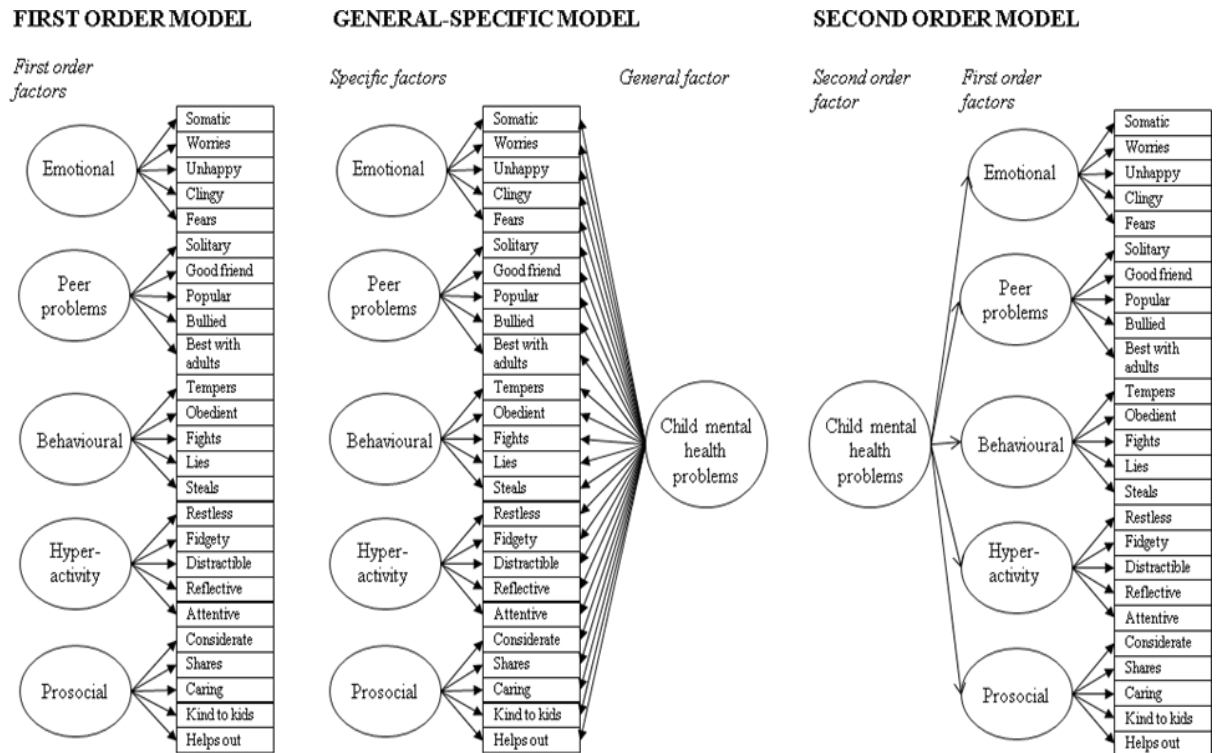 FIRST ORDER MODEL
First order
factors
Emotional
Somatic
Worries
Unhappy
Clingy
Fears
Peer
problems
Solitary
Good friend
Popular
Bullied
Best with
adults
Behavioural
Tempers
Obedient
Fights
Lies
Steals
Hyper-
activity
Restless
Fidgety
Distractible
Reflective
Attentive
Prosocial
Considerate
Shares
Caring
Kind to kids
Helps out
GENERAL-SPECIFIC MODEL
Specific factors
General factor
Emotional
Somatic
Worries
Unhappy
Clingy
Fears
Peer
problems
Solitary
Good friend
Popular
Bullied
Best with
adults
Behavioural
Tempers
Obedient
Fights
Lies
Steals
Hyper-
activity
Restless
Fidgety
Distractible
Reflective
Attentive
Prosocial
Considerate
Shares
Caring
Kind to kids
Helps out
Child mental
health
problems
SECOND ORDER MODEL
Second order
factor
First order
factors
Child mental
health
problems
Emotional
Somatic
Worries
Unhappy
Clingy
Fears
Peer
problems
Solitary
Good friend
Popular
Bullied
Best with
adults
Behavioural
Tempers
Obedient
Fights
Lies
Steals
Hyper-
activity
Restless
Fidgety
Distractible
Reflective
Attentive
Prosocial
Considerate
Shares
Caring
Kind to kids
Helps out